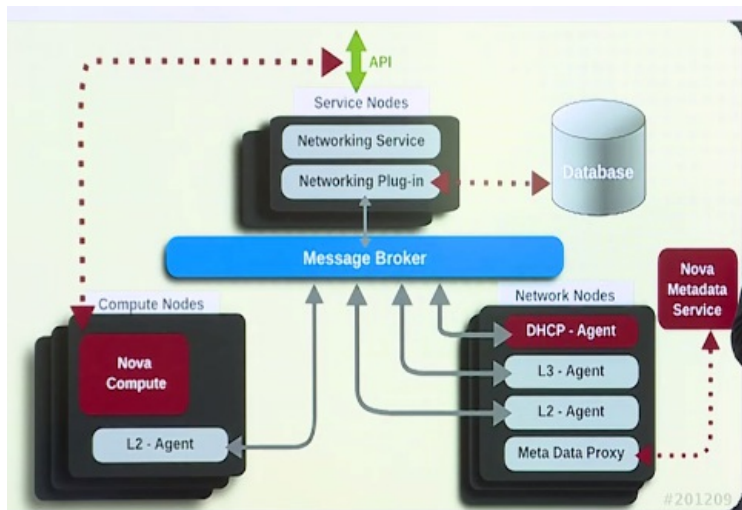 API
Service Nodes
Networking Service
Networking Plug-in
Database
Message Broker
Compute Nodes
Network Nodes
Nova
Metadata
Service
Nova
Compute
DHCP - Agent
L3 - Agent
L2 - Agent
L2 - Agent
Meta Data Proxy
#201209